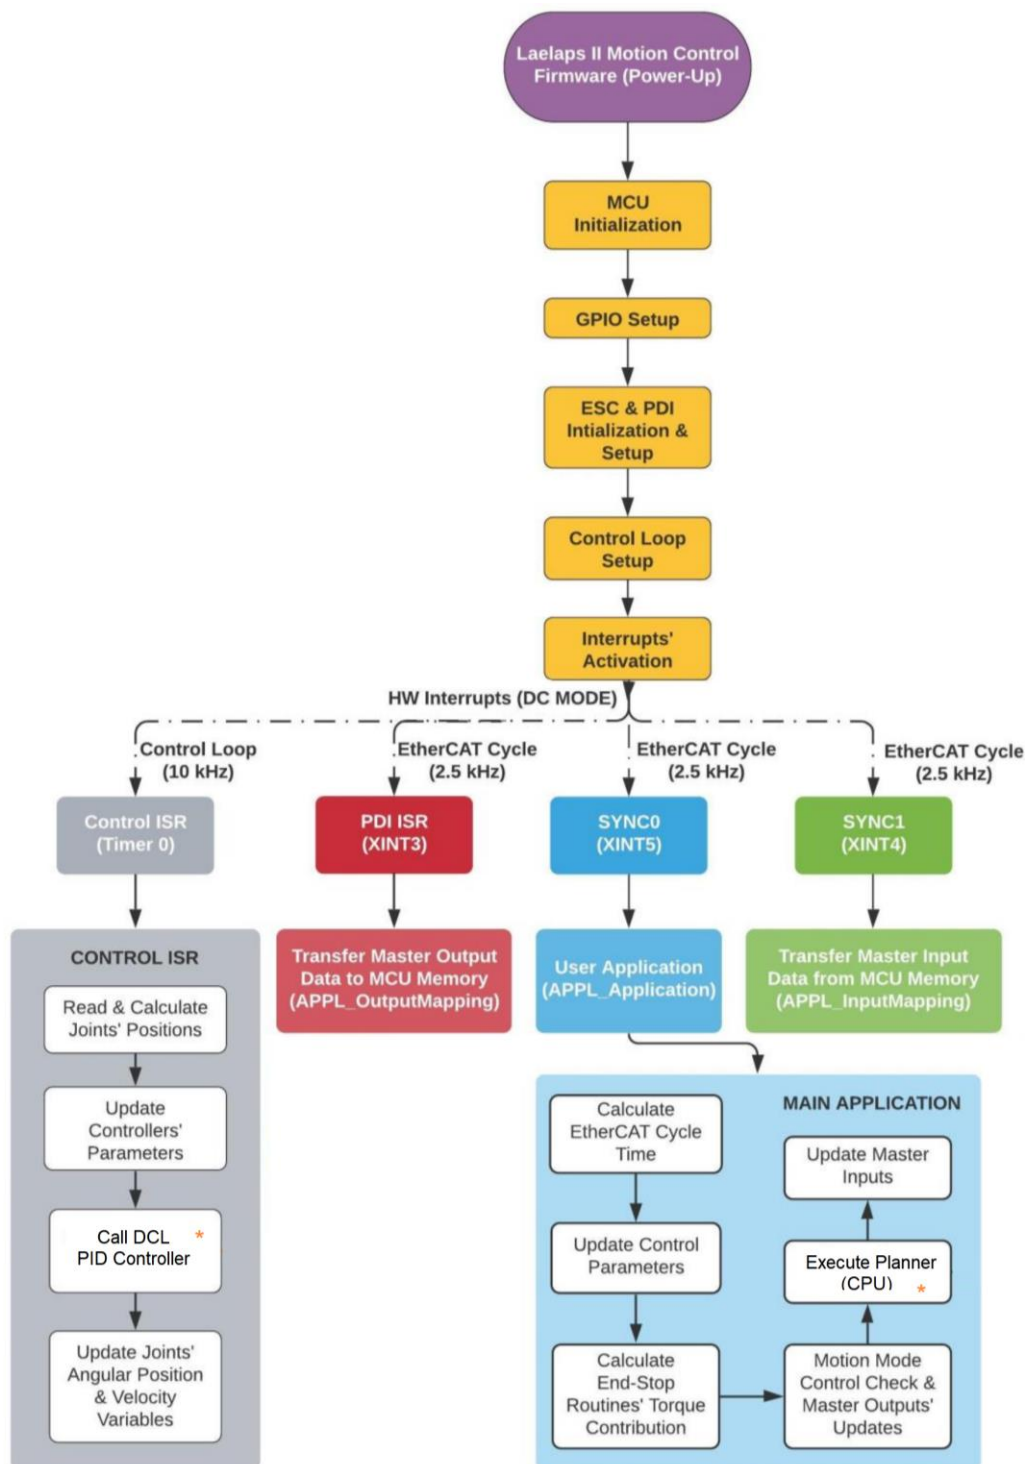 Laelaps II Motion Control
Firmware (Power-Up)
MCU
Initialization
GPIO Setup
ESC & PDI
Intialization &
Setup
Control Loop
Setup
Interrupts'
Activation
HW Interrupts (DC MODE)
Control Loop
(10 kHz)
EtherCAT Cycle
(2.5 kHz)
EtherCAT Cycle
(2.5 kHz)
EtherCAT Cycle
(2.5 kHz)
Control ISR
(Timer 0)
PDI ISR
(XINT3)
SYNC0
(XINT5)
SYNC1
(XINT4)
CONTROL ISR
Read & Calculate
Joints' Positions
Update
Controllers'
Parameters
Call DCL *
PID Controller
Update Joints'
Angular Position
& Velocity
Variables
Transfer Master Output
Data to MCU Memory
(APPL_OutputMapping)
User Application
(APPL_Application)
Transfer Master Input
Data from MCU Memory
(APPL_InputMapping)
MAIN APPLICATION
Calculate
EtherCAT Cycle
Time
Update Control
Parameters
Calculate
End-Stop
Routines' Torque
Contribution
Motion Mode
Control Check &
Master Outputs'
Updates
Execute Planner
(CPU) *
Update Master
Inputs